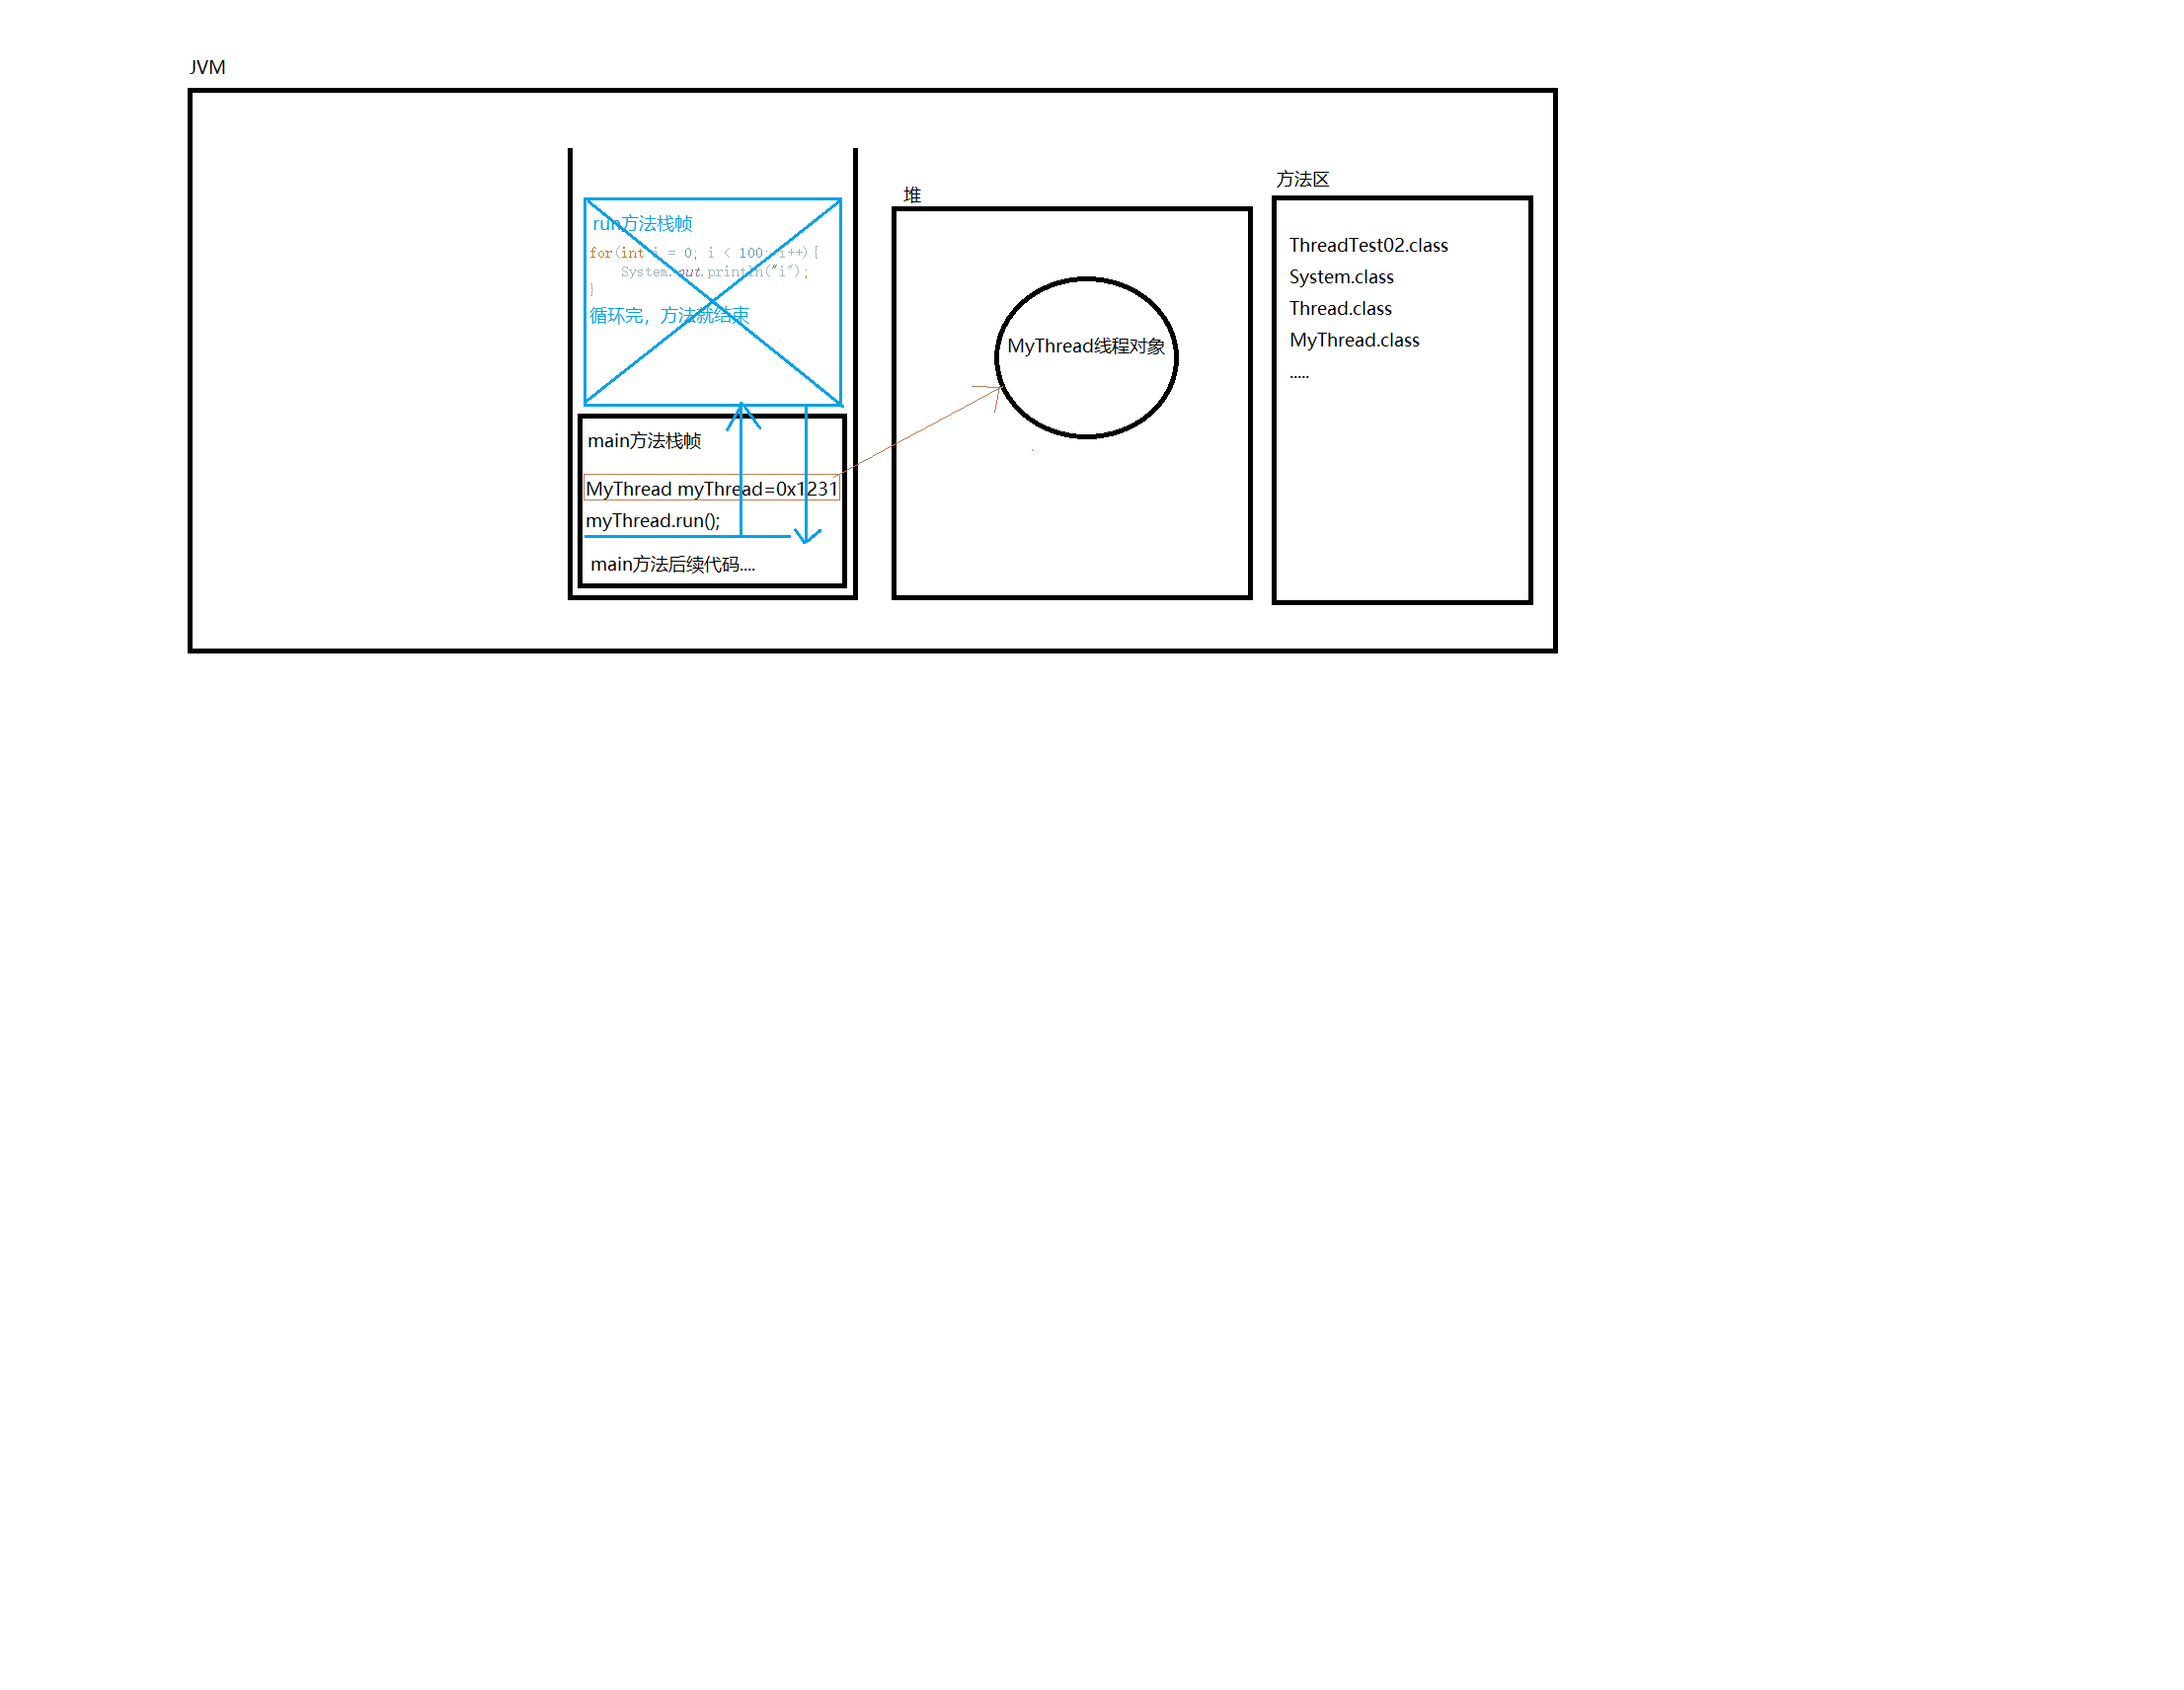 JVM
run方法栈帧
for(int i = 0; i < 100; i++){
System.out.println("i");
}
循环完，方法就结束
main方法栈帧
MyThread myThread=0x1231
myThread.run();
main方法后续代码....
堆
MyThread线程对象
方法区
ThreadTest02.class
System.class
Thread.class
MyThread.class
.....